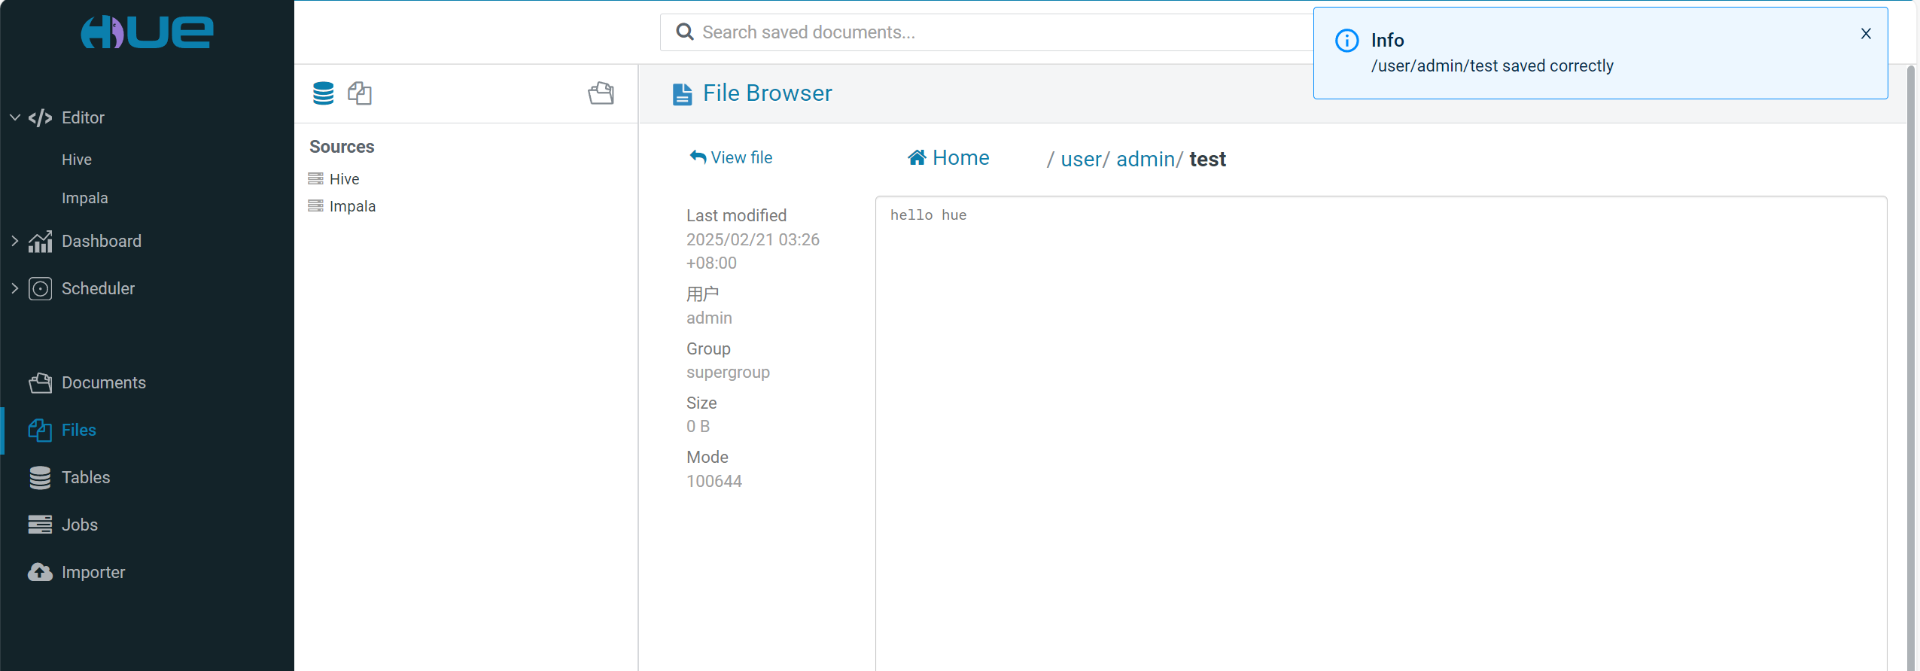 HUE
Editor
Hive
Impala
Dashboard
Scheduler
Documents
Files
Tables
Jobs
Importer
Sources
Hive
Impala
Search saved documents...
Info
/user/admin/test saved correctly
File Browser
View file
Home / user/ admin/ test
Last modified
2025/02/21 03:26
+08:00
用户
admin
Group
supergroup
Size
0 B
Mode
100644
hello hue